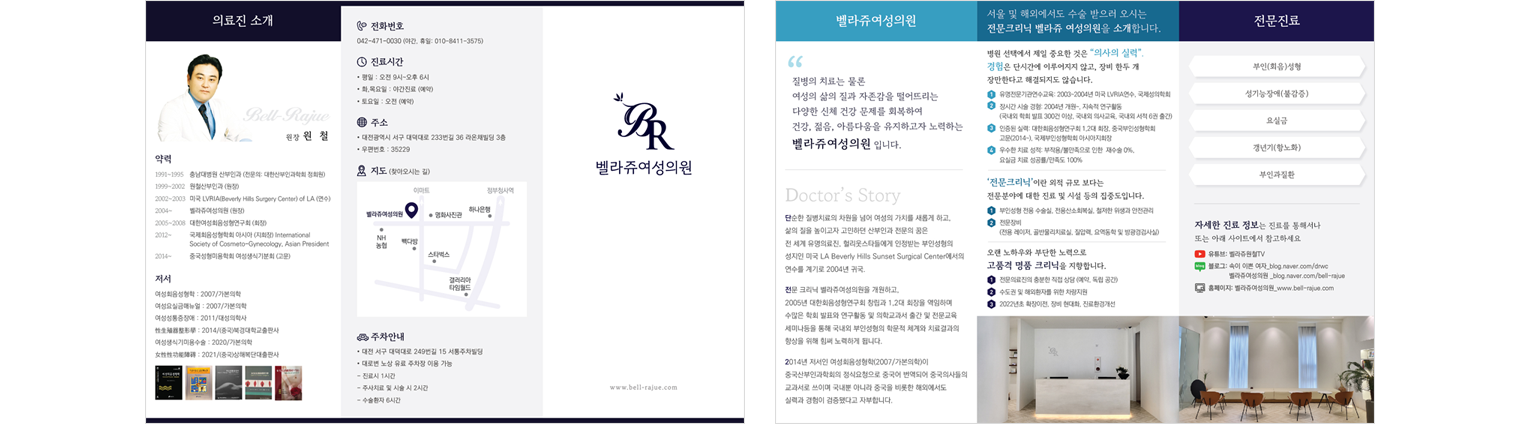 의료진 소개
Bell-Rajue
원장 원 철
약력
1991~1995 충남대병원 산부인과 (전문의: 대한산부인과학회 정회원)
1999~2002 원철산부인과 (원장)
2002~2003 미국 LVRIA(Beverly Hills Surgery Center) of LA (연수)
2004~ 벨라쥬여성의원 (원장)
2005~2008 대한여성회음성형연구회 (회장)
2012~ 국제회음성형학회 아시아 (지회장) International
Society of Cosmeto-Gynecology, Asian President
2014~ 중국성형미용학회 여성생식기분회 (고문)
저서
여성회음성형학 : 2007/가본의학
여성요실금매뉴얼 : 2007/가본의학
여성성통증장애 : 2011/대성의학사
性生殖器整形學 : 2014/(중국)북경대학교출판사
여성생식기미용수술 : 2020/가본의학
女性性功能障碍 : 2021/(중국)상해복단대출판사
전화번호
042-471-0030 (야간, 휴일: 010-8411-3575)
진료시간
• 평일 : 오전 9시~오후 6시
• 화,목요일 : 야간진료 (예약)
• 토요일 : 오전 (예약)
주소
• 대전광역시 서구 대덕대로 233번길 36 라온채빌딩 3층
• 우편번호 : 35229
지도 (찾아오시는 길)
이마트
정부청사역
벨라쥬여성의원
명화사진관
하나은행
NH
농협
빽다방
스타벅스
갤러리아
타임월드
주차안내
• 대전 서구 대덕대로 249번길 15 서통주차빌딩
• 대로변 노상 유료 주차장 이용 가능
- 진료시 1시간
- 주사치료 및 시술 시 2시간
- 수술환자 6시간
BR
벨라쥬여성의원
www.bell-rajue.com
벨라쥬여성의원
“
질병의 치료는 물론
여성의 삶의 질과 자존감을 떨어뜨리는
다양한 신체 건강 문제를 회복하여
건강, 젊음, 아름다움을 유지하고자 노력하는
벨라쥬여성의원 입니다.
Doctor's Story
단순한 질병치료의 차원을 넘어 여성의 가치를 새롭게 하고,
삶의 질을 높이고자 고민하던 산부인과 전문의 꿈은
전 세계 유명의료진, 헐리웃스타들에게 인정받는 부인성형의
성지인 미국 LA Beverly Hills Sunset Surgical Center에서의
연수를 계기로 2004년 귀국.
전문 크리닉 벨라쥬여성의원을 개원하고,
2005년 대한회음성형연구회 창립과 1,2대 회장을 역임하며
수많은 학회 발표와 연구활동 및 의학교과서 출간 및 전문교육
세미나등을 통해 국내외 부인성형의 학문적 체계와 치료결과의
향상을 위해 힘써 노력하게 됩니다.
2014년 저서인 여성회음성형학(2007/가본의학)이
중국산부인과학회의 정식요청으로 중국어 번역되어 중국의사들의
교과서로 쓰이며 국내분 아니라 중국을 비롯한 해외에서도
실력과 경험이 검증됐다고 자부합니다.
서울 및 해외에서도 수술 받으러 오시는
전문크리닉 벨라쥬 여성의원을 소개합니다.
병원 선택에서 제일 중요한 것은 “의사의 실력”.
경험은 단시간에 이루어지지 않고, 장비 한두 개
장만한다고 해결되지도 않습니다.
1 유명전문기관연수교육: 2003~2004년 미국 LVRIA연수, 국제성의학회
2 장시간 시술 경험: 2004년 개원~, 지속적 연구활동
(국내외 학회 발표 300건 이상, 국내외 의사교육, 국내외 서적 6권 출간)
3 인증된 실력: 대한회음성형연구회 1,2대 회장, 중국부인성형학회
고문(2014~), 국제부인성형학회 아시아지회장
4 우수한 치료 성적: 부작용/불만족으로 인한 재수술 0%,
요실금 치료 성공률/만족도 100%
‘전문크리닉’이란 외적 규모 보다는
전문분야에 대한 진료 및 시설 등의 집중도입니다.
1 부인성형 전용 수술실, 전용산소회복실, 철저한 위생과 안전관리
2 전문장비
(전용 레이저, 골반물리치료실, 질압력, 요역동학 및 방광경검사실)
오랜 노하우와 부단한 노력으로
고품격 명품 크리닉을 지향합니다.
1 전문의료진의 충분한 직접 상담 (예약, 독립 공간)
2 수도권 및 해외환자를 위한 차량지원
3 2022년초 확장이전, 장비 현대화, 진료환경개선
전문진료
부인(회음)성형
성기능장애(불감증)
요실금
갱년기(항노화)
부인과질환
자세한 진료 정보는 진료를 통해서나
또는 아래 사이트에서 참고하세요
유튜브: 벨라쥬원철TV
블로그: 속이 이쁜 여자_blog.naver.com/drwc
벨라쥬여성의원 _blog.naver.com/bell-rajue
홈페이지: 벨라쥬여성의원_www.bell-rajue.com